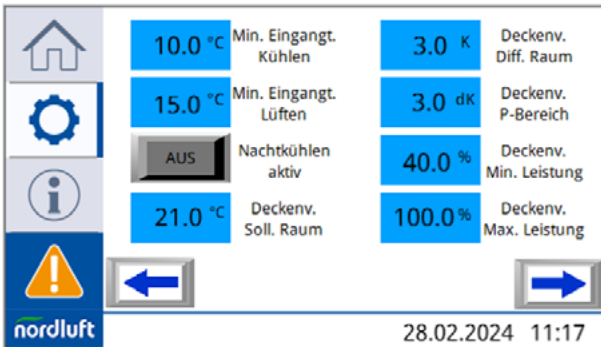 10.0 °C Min. Eingangt.
Kühlen
3.0 K Deckenv.
Diff. Raum
15.0 °C Min. Eingangt.
Lüften
3.0 dK Deckenv.
P-Bereich
AUS Nachtkühlen
aktiv
40.0 % Deckenv.
Min. Leistung
21.0 °C Deckenv.
Soll. Raum
100.0 % Deckenv.
Max. Leistung
nordluft
28.02.2024 11:17